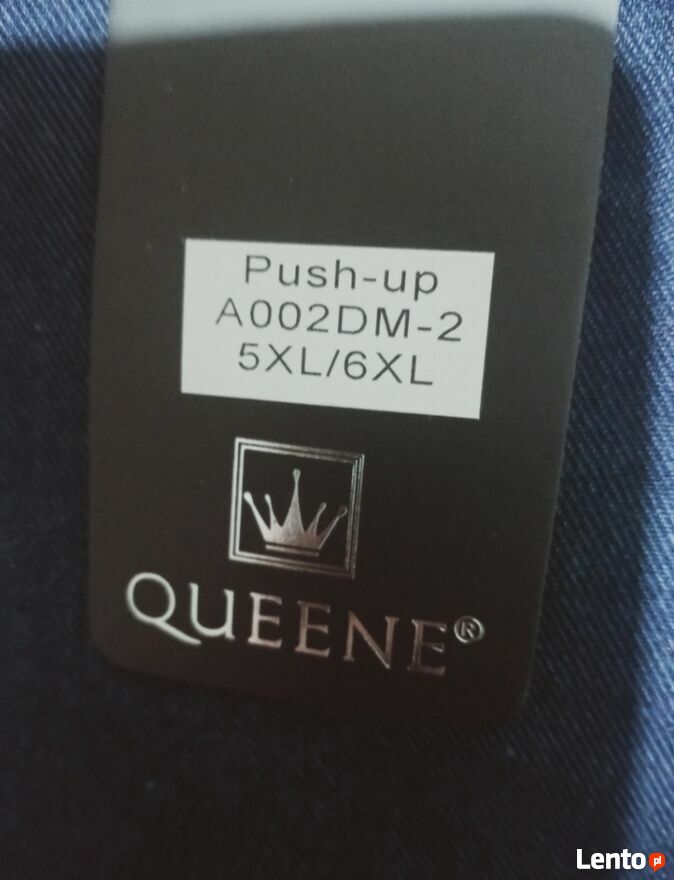 Push-up
A002DM-2
5XL/6XL
QUEENE®
Lento pl